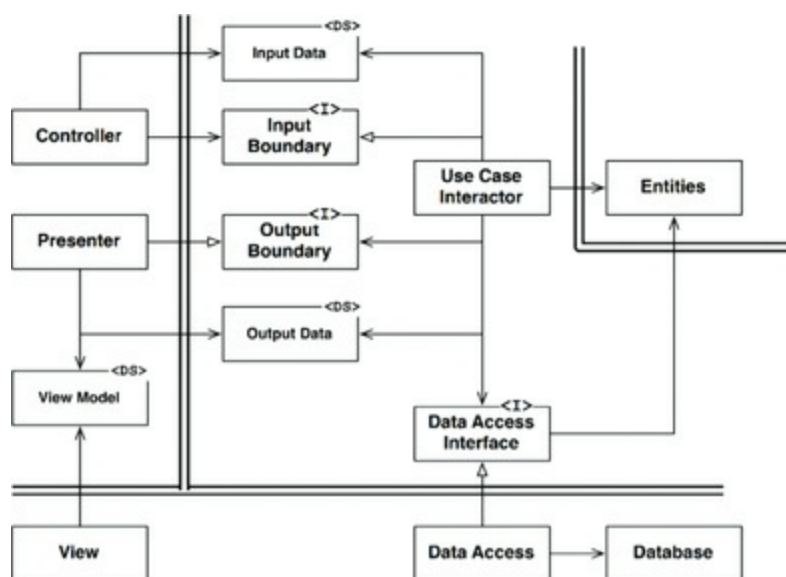 <DS>
Input Data
<I>
Controller
Input
Boundary
Use Case
Interactor
Entities
<I>
Presenter
Output
Boundary
<DS>
Output Data
<DS>
View Model
<I>
Data Access
Interface
View
Data Access
Database